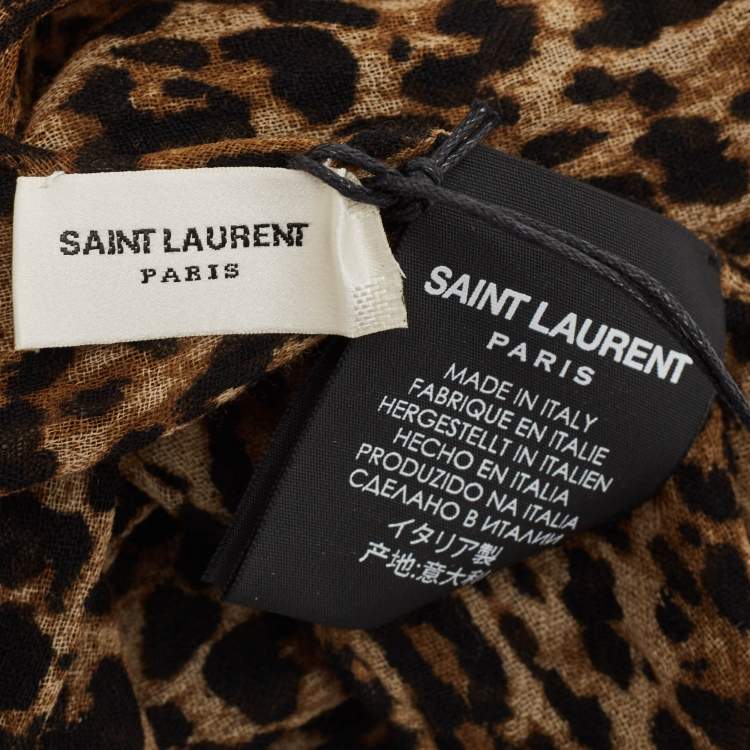 SAINT LAURENT
PARIS
SAINT LAURENT
PARIS
MADE IN ITALY
FABRIQUE EN ITALIE
HERGESTELLT IN ITALIEN
HECHO EN ITALIA
PRODUZIDO NA ITALIA
СДЕЛАНО В ИТАЛИИ
イタリア製
产地:意大利